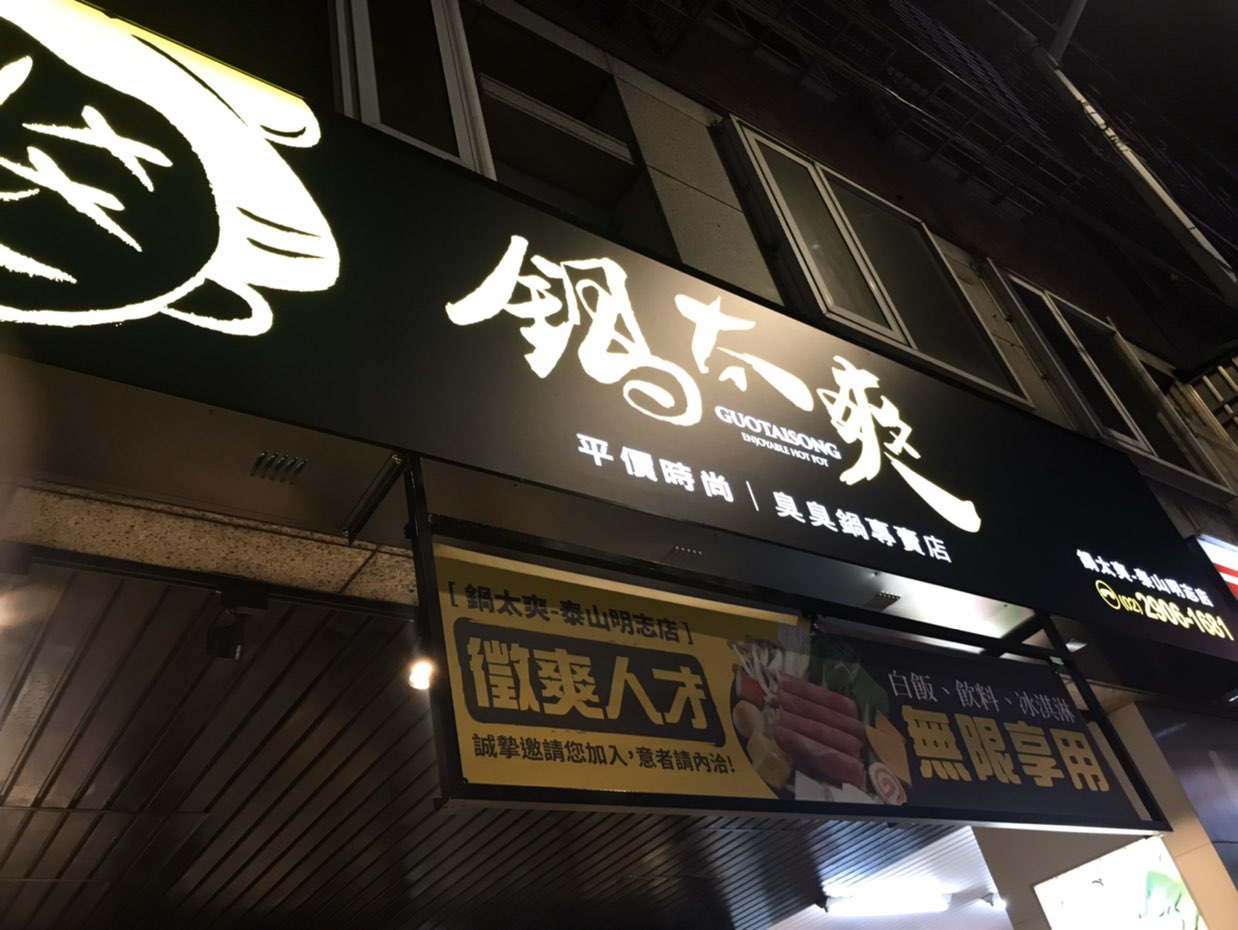 鍋太爽
GUOTAISONG
ENJOYABLE HOT POT
平價時尚｜臭臭鍋專賣店
鍋太爽-泰山明志店
(02)2906-1681
[鍋太爽-泰山明志店]
徵爽人才
誠摯邀請您加入,意者請內洽!
白飯、飲料、冰淇淋
無限享用